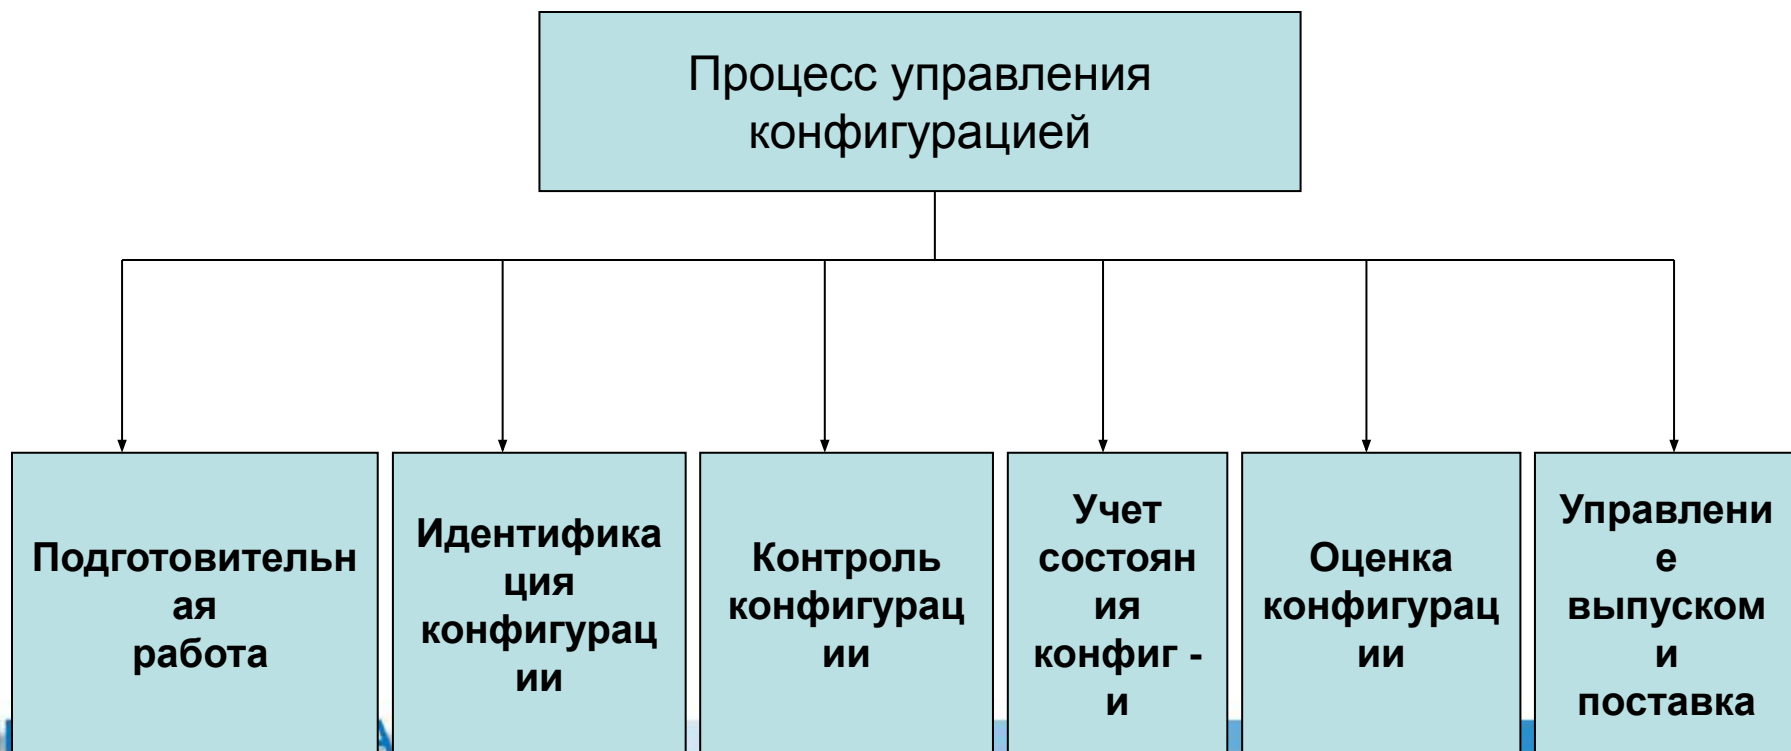 Процесс управления
конфигурацией
Подготовительн
ая
работа
Идентифика
ция
конфигурац
ии
Контроль
конфигурац
ии
Учет
состоян
ия
конфиг -
и
Оценка
конфигурац
ии
Управлени
е
выпуском
и
поставка